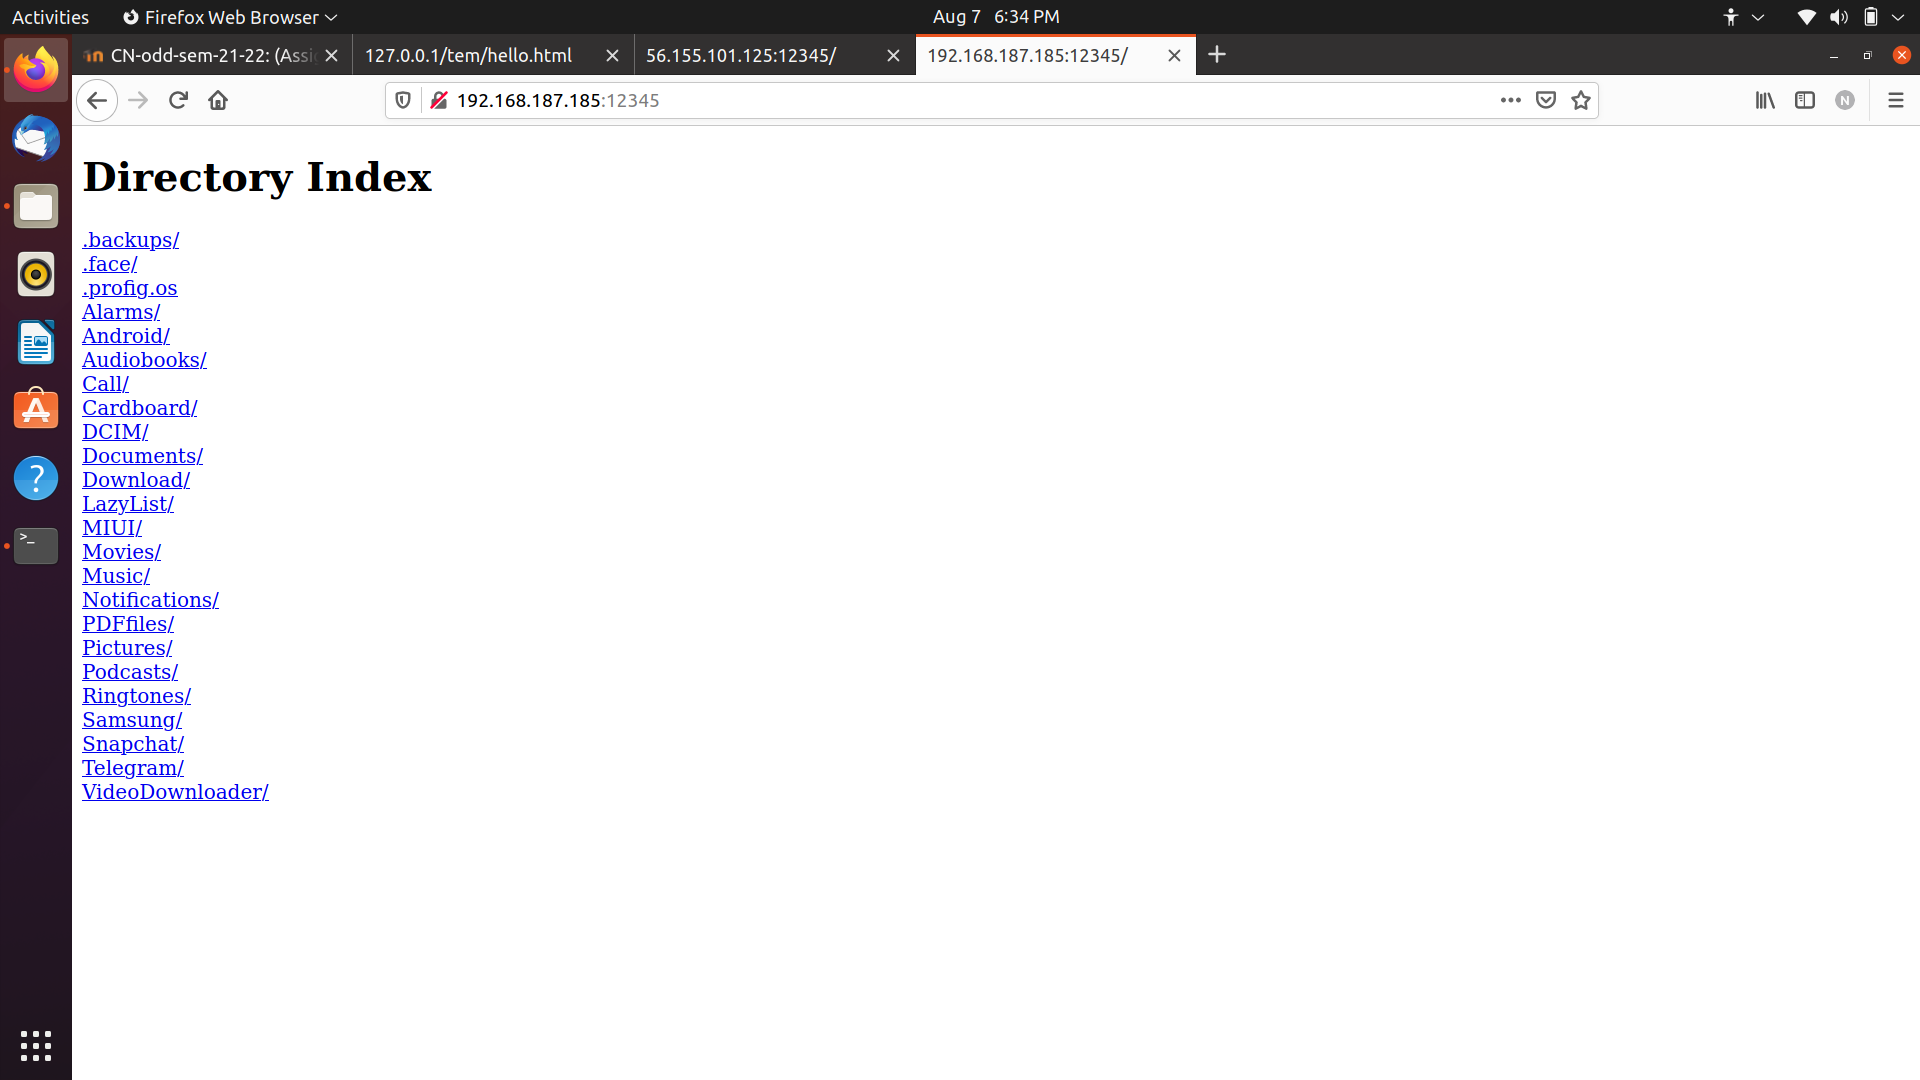 Activities
Firefox Web Browser
Aug 7 6:34 PM
CN-odd-sem-21-22: (Assi
127.0.0.1/tem/hello.html
56.155.101.125:12345/
192.168.187.185:12345/
192.168.187.185:12345
N
Directory Index
.backups/
.face/
.profig.os
Alarms/
Android/
Audiobooks/
Call/
Cardboard/
DCIM/
Documents/
Download/
LazyList/
MIUI/
Movies/
Music/
Notifications/
PDFfiles/
Pictures/
Podcasts/
Ringtones/
Samsung/
Snapchat/
Telegram/
VideoDownloader/